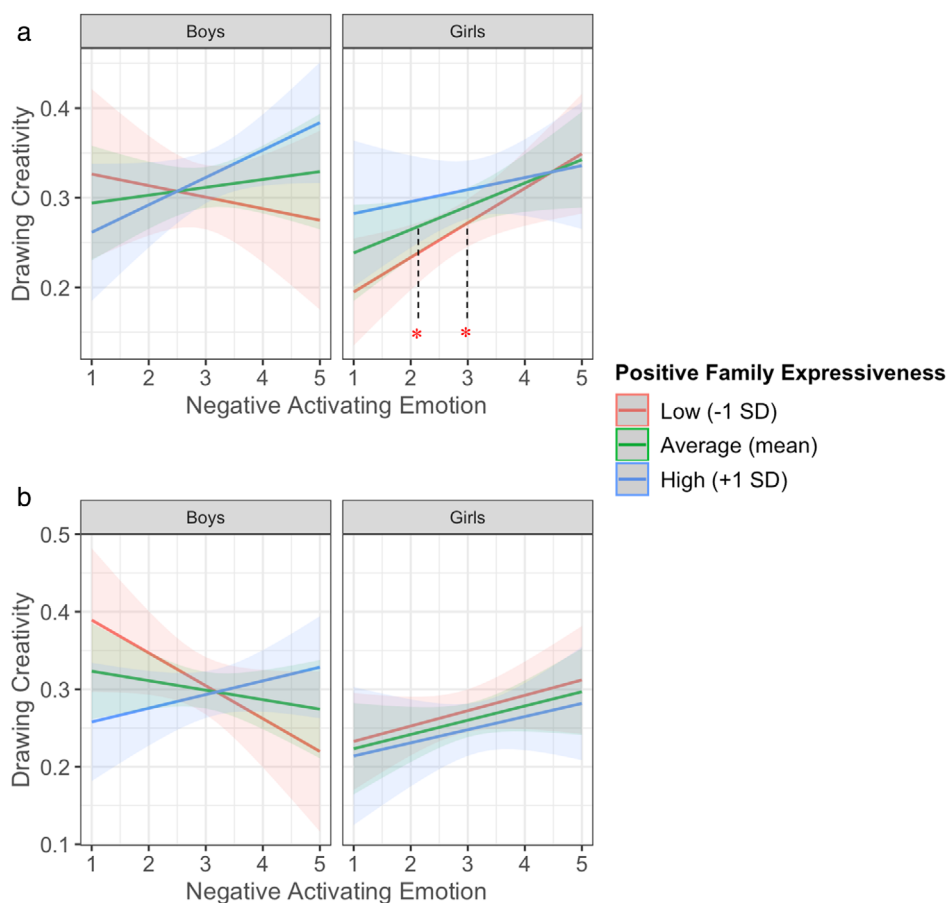 a
Boys
Girls
Drawing Creativity
0.4
0.3
0.2
*
*
1 2 3 4 5
1 2 3 4 5
Negative Activating Emotion
Positive Family Expressiveness
Low (-1 SD)
Average (mean)
High (+1 SD)
b
Boys
Girls
Drawing Creativity
0.5
0.4
0.3
0.2
0.1
1 2 3 4 5
1 2 3 4 5
Negative Activating Emotion